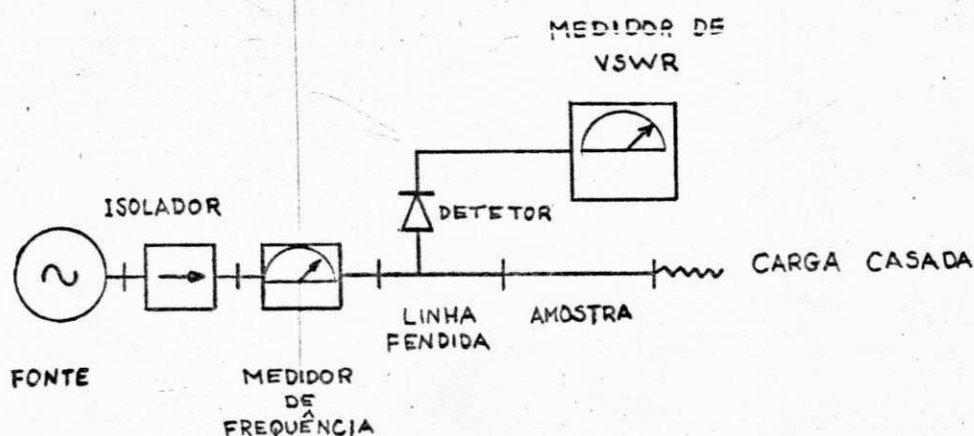 MEDIDOR DE
VSWR
ISOLADOR
DETETOR
CARGA CASADA
LINHA
FENDIDA
AMOSTRA
FONTE
MEDIDOR
DE
FREQUÊNCIA